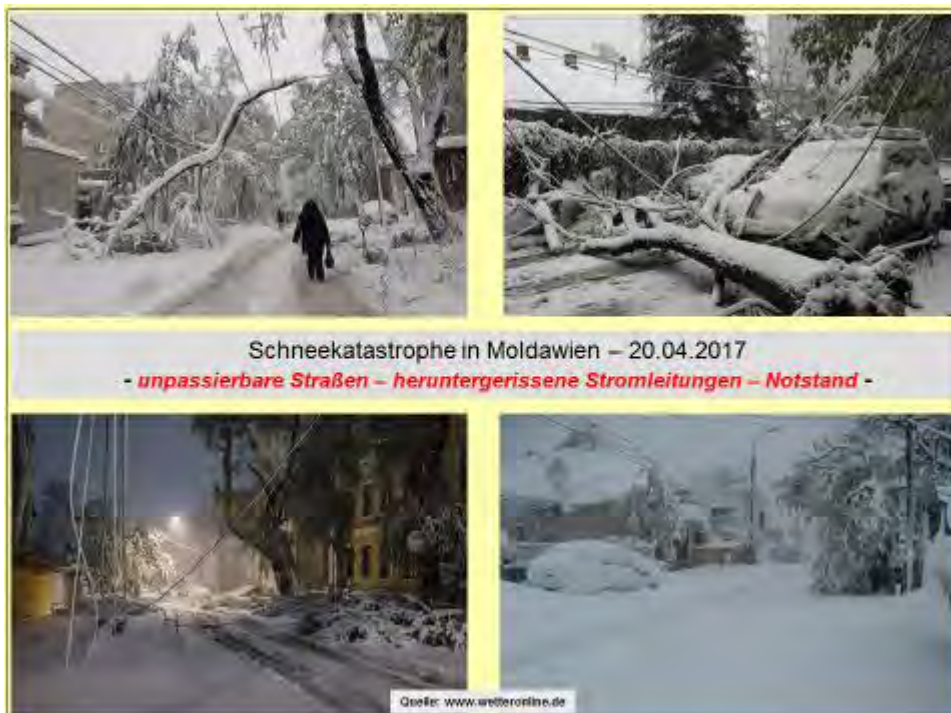 Schneekatastrophe in Moldawien – 20.04.2017
- unpassierbare Straßen – heruntergerissene Stromleitungen – Notstand -
Quelle: www.wetteronline.de